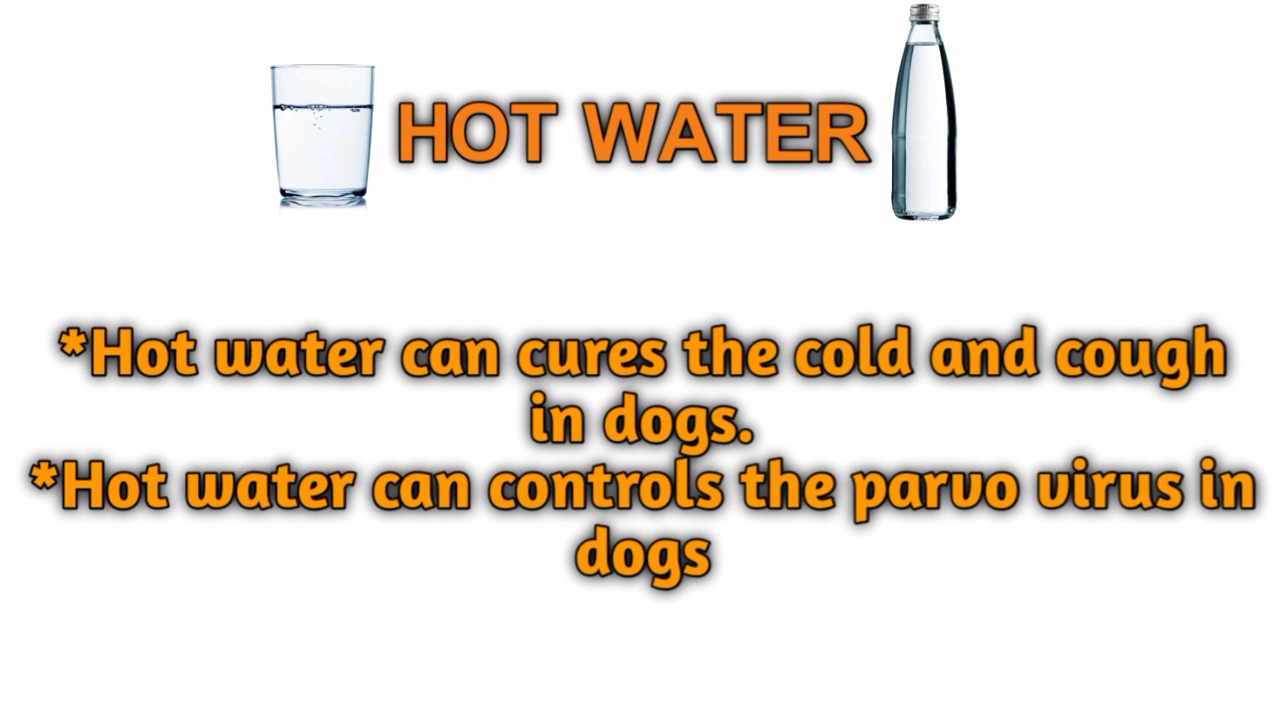 HOT WATER
*Hot water can cures the cold and cough
in dogs.
*Hot water can controls the parvo virus in
dogs